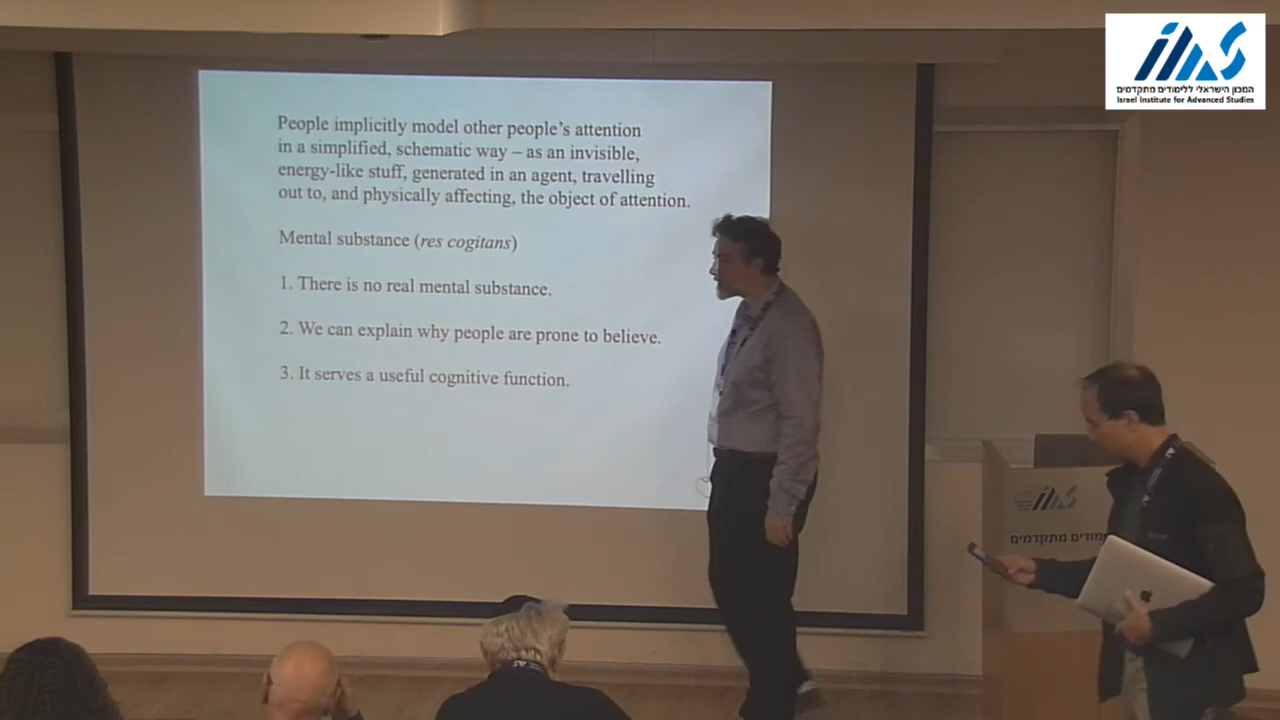 People implicitly model other people's attention
in a simplified, schematic way – as an invisible,
energy-like stuff, generated in an agent, travelling
out to, and physically affecting, the object of attention.
Mental substance (res cogitans)
1. There is no real mental substance.
2. We can explain why people are prone to believe.
3. It serves a useful cognitive function.
IIAS
המכון הישראלי ללימודים מתקדמים
Israel Institute for Advanced Studies
IIAS
מתקדמים